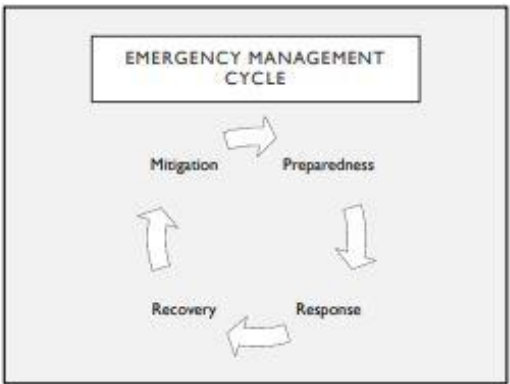 EMERGENCY MANAGEMENT
CYCLE
Mitigation
Preparedness
Recovery
Response